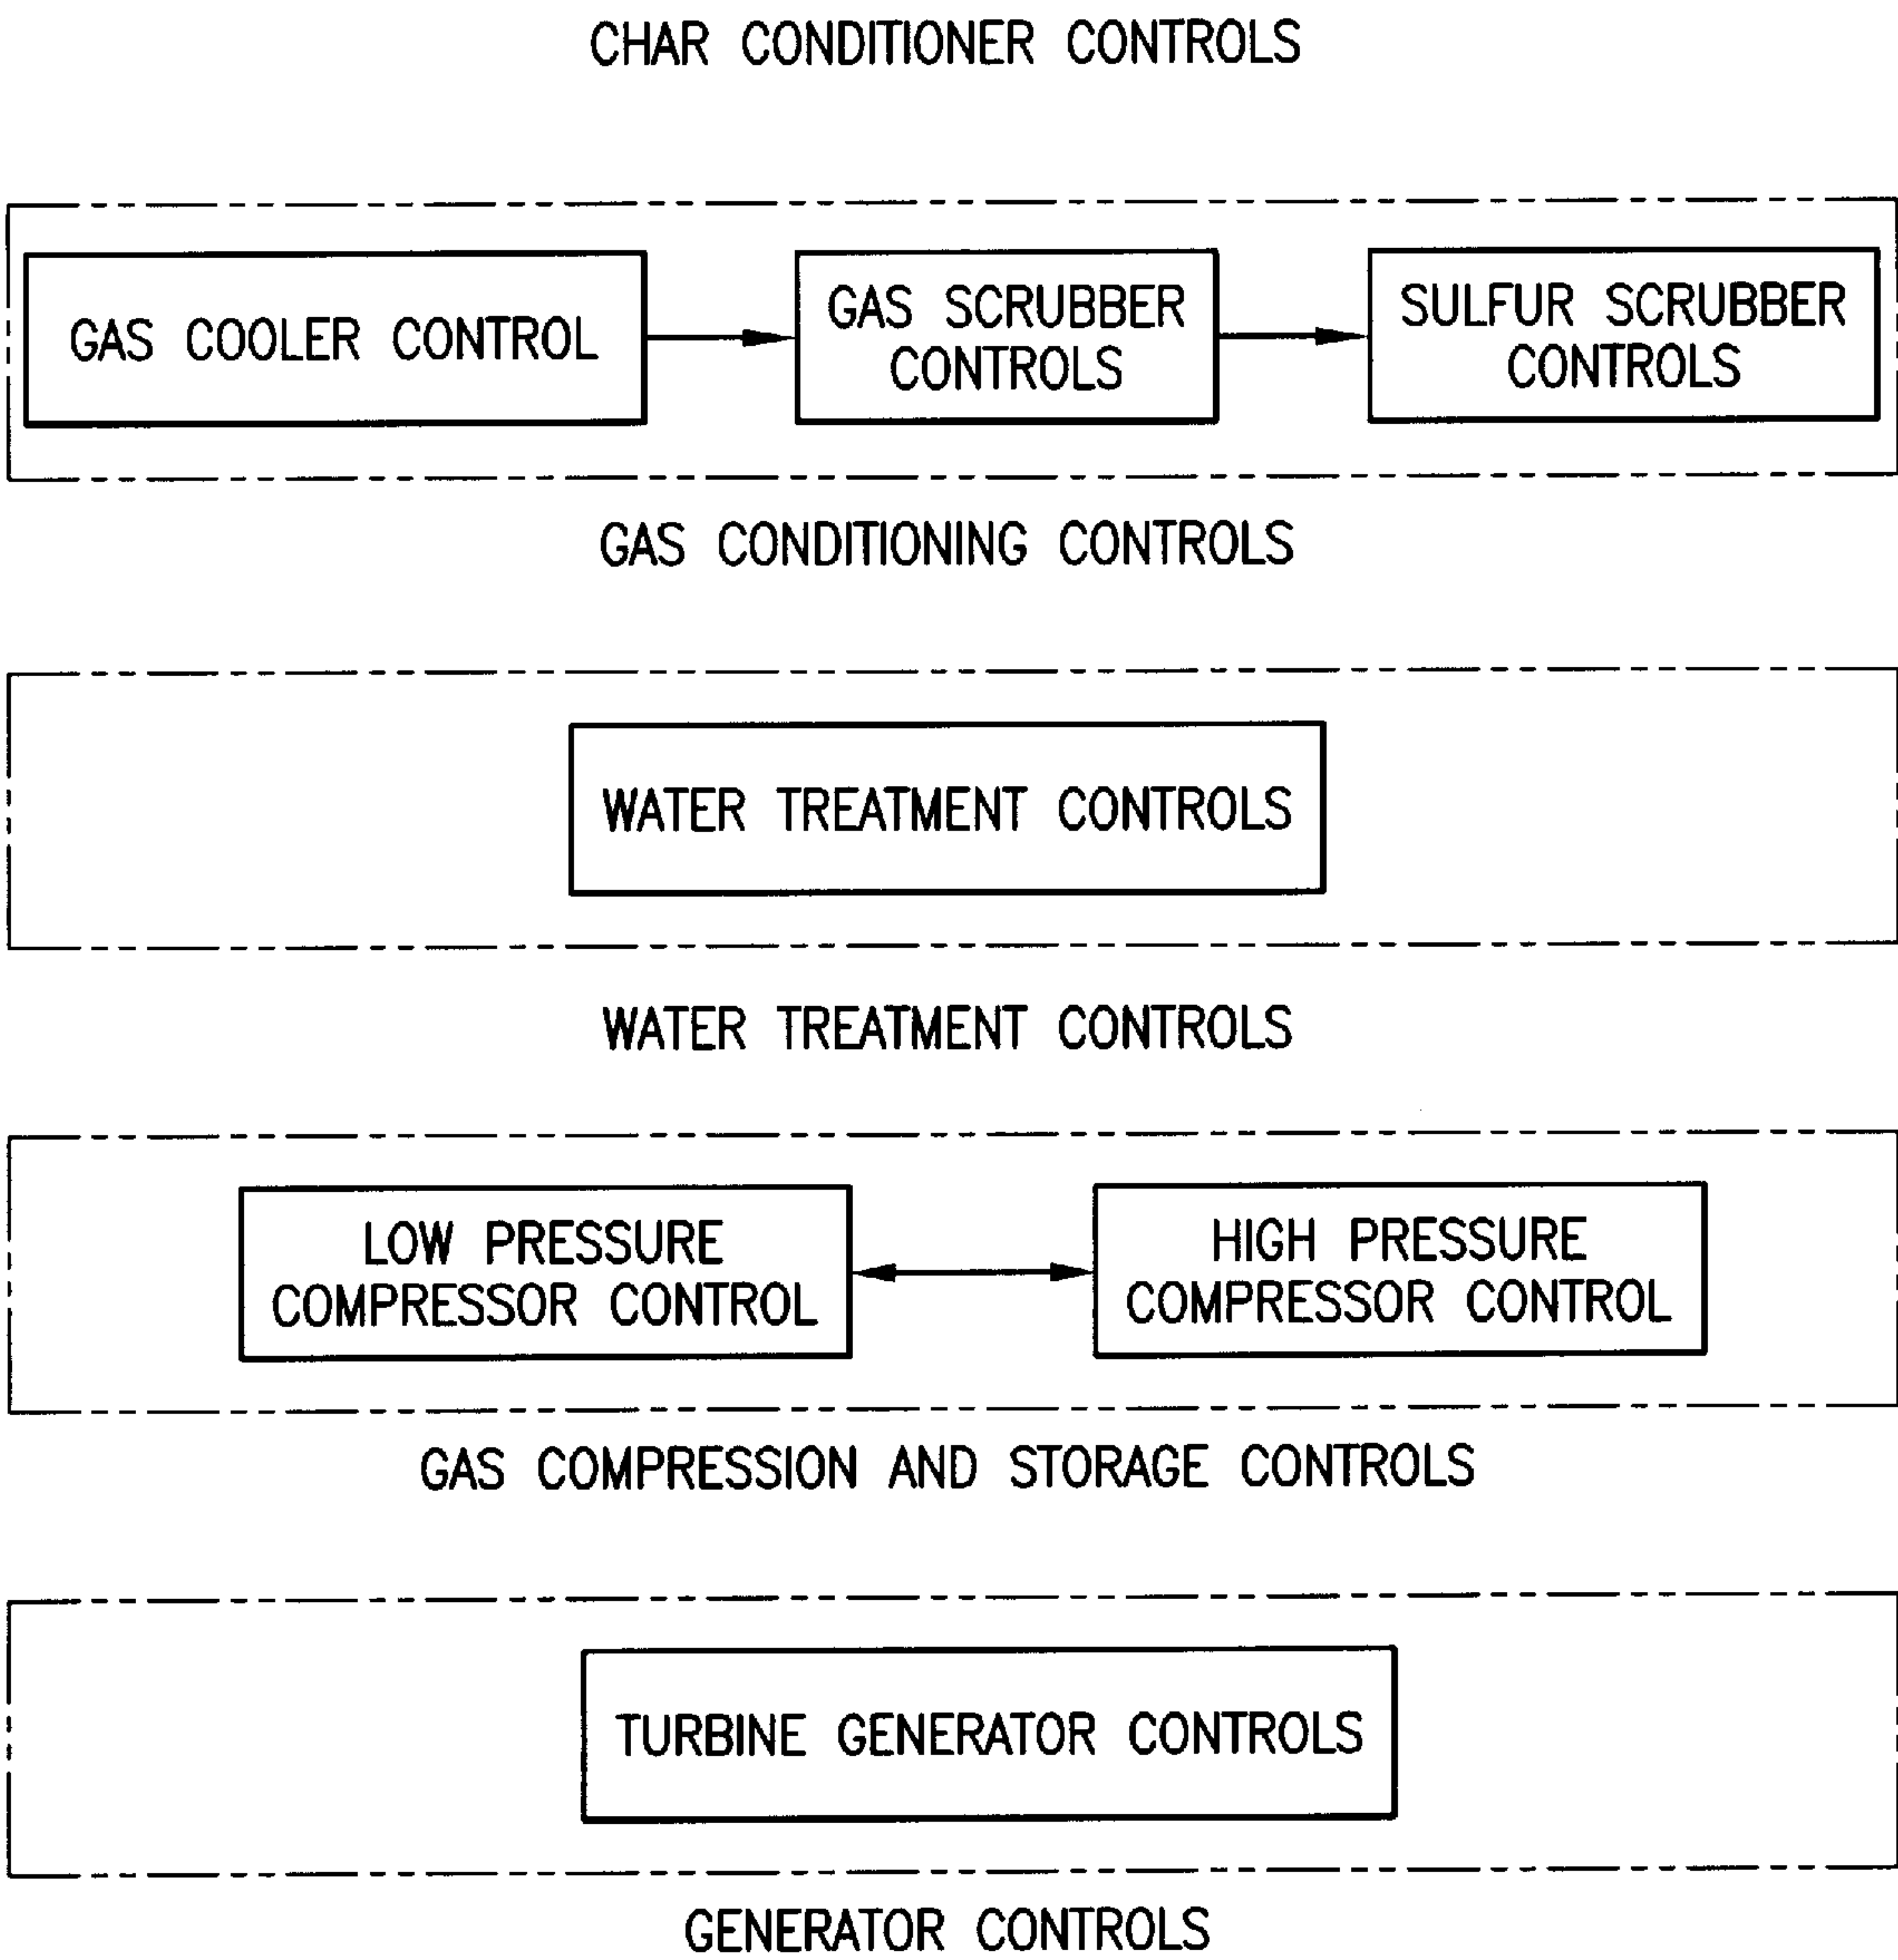 CHAR CONDITIONER CONTROLS
GAS COOLER CONTROL
GAS SCRUBBER
CONTROLS
SULFUR SCRUBBER
CONTROLS
GAS CONDITIONING CONTROLS
WATER TREATMENT CONTROLS
WATER TREATMENT CONTROLS
LOW PRESSURE
COMPRESSOR CONTROL
HIGH PRESSURE
COMPRESSOR CONTROL
GAS COMPRESSION AND STORAGE CONTROLS
TURBINE GENERATOR CONTROLS
GENERATOR CONTROLS